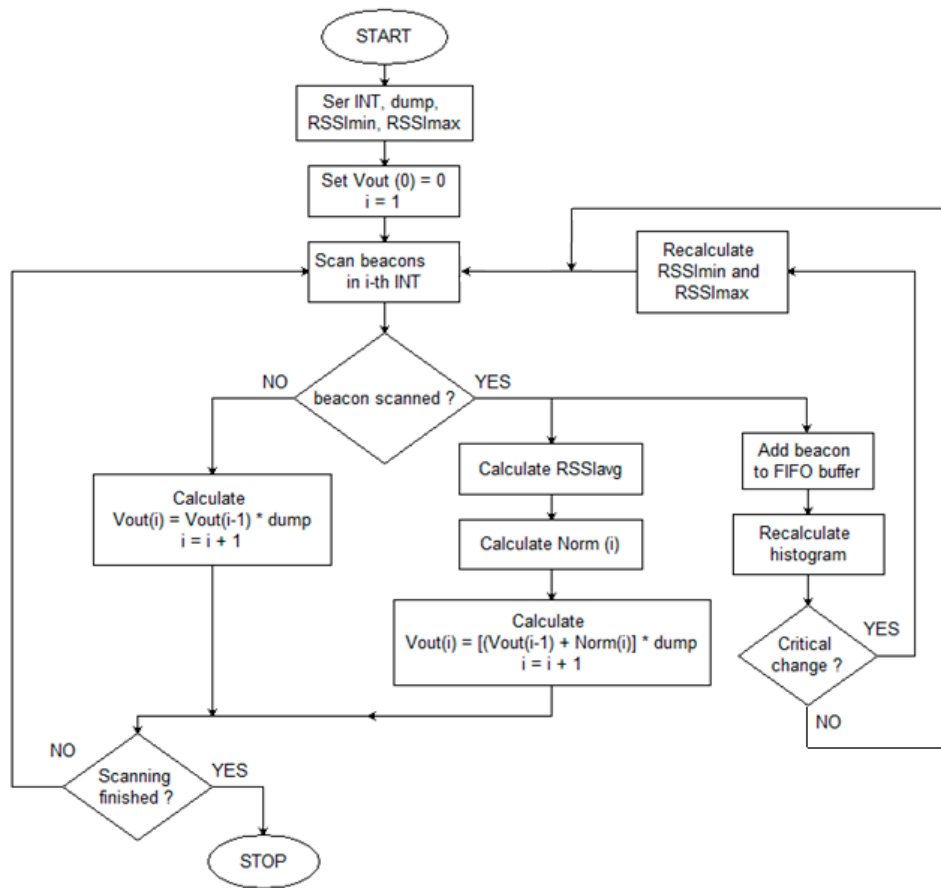 START
Ser INT, dump,
RSSImin, RSSImax
Set Vout (0) = 0
i = 1
Scan beacons
in i-th INT
Recalculate
RSSImin and
RSSImax
NO
beacon scanned ?
YES
Calculate
Vout(i) = Vout(i-1) * dump
i = i + 1
Calculate RSSIavg
Calculate Norm (i)
Calculate
Vout(i) = [(Vout(i-1) + Norm(i)] * dump
i = i + 1
Add beacon
to FIFO buffer
Recalculate
histogram
Critical
change ?
YES
NO
NO
Scanning
finished ?
YES
STOP